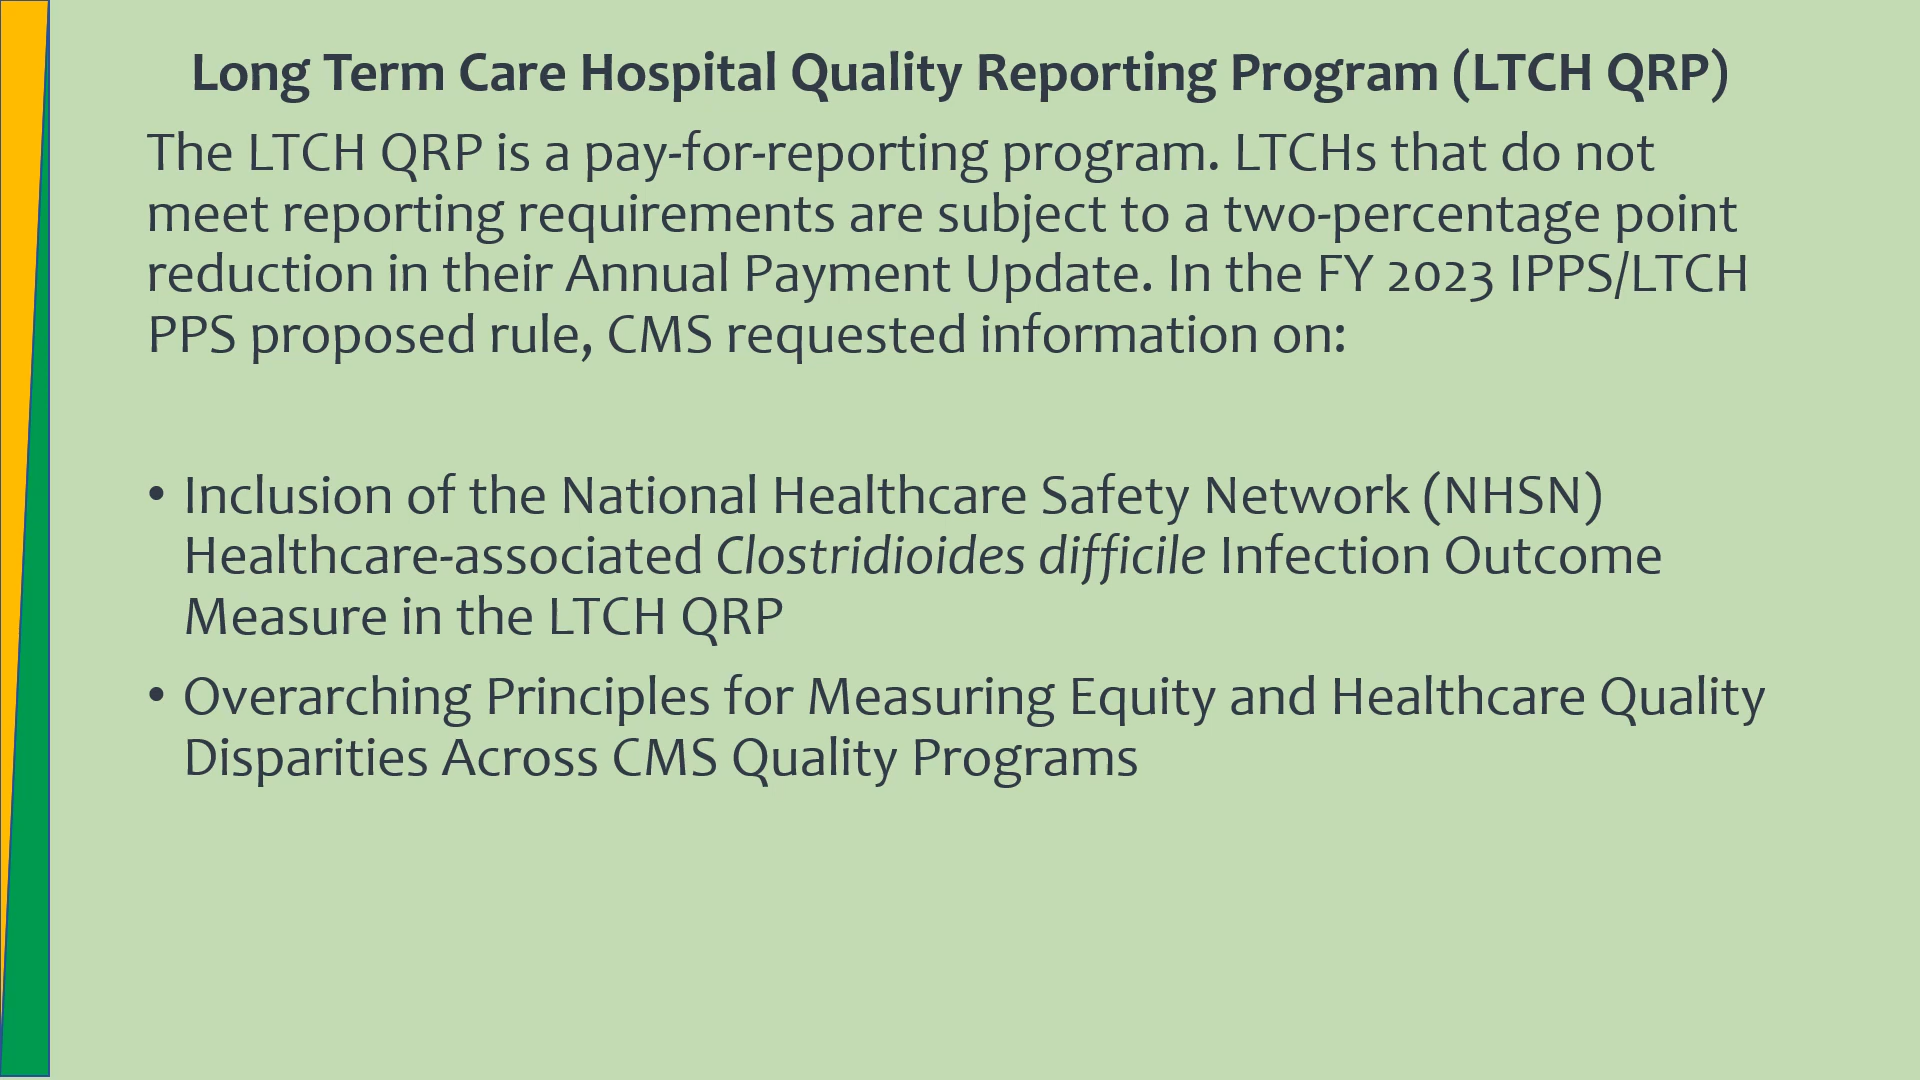 Long Term Care Hospital Quality Reporting Program (LTCH QRP)
The LTCH QRP is a pay-for-reporting program. LTCHs that do not
meet reporting requirements are subject to a two-percentage point
reduction in their Annual Payment Update. In the FY 2023 IPPS/LTCH
PPS proposed rule, CMS requested information on:
• Inclusion of the National Healthcare Safety Network (NHSN)
Healthcare-associated Clostridioides difficile Infection Outcome
Measure in the LTCH QRP
• Overarching Principles for Measuring Equity and Healthcare Quality
Disparities Across CMS Quality Programs